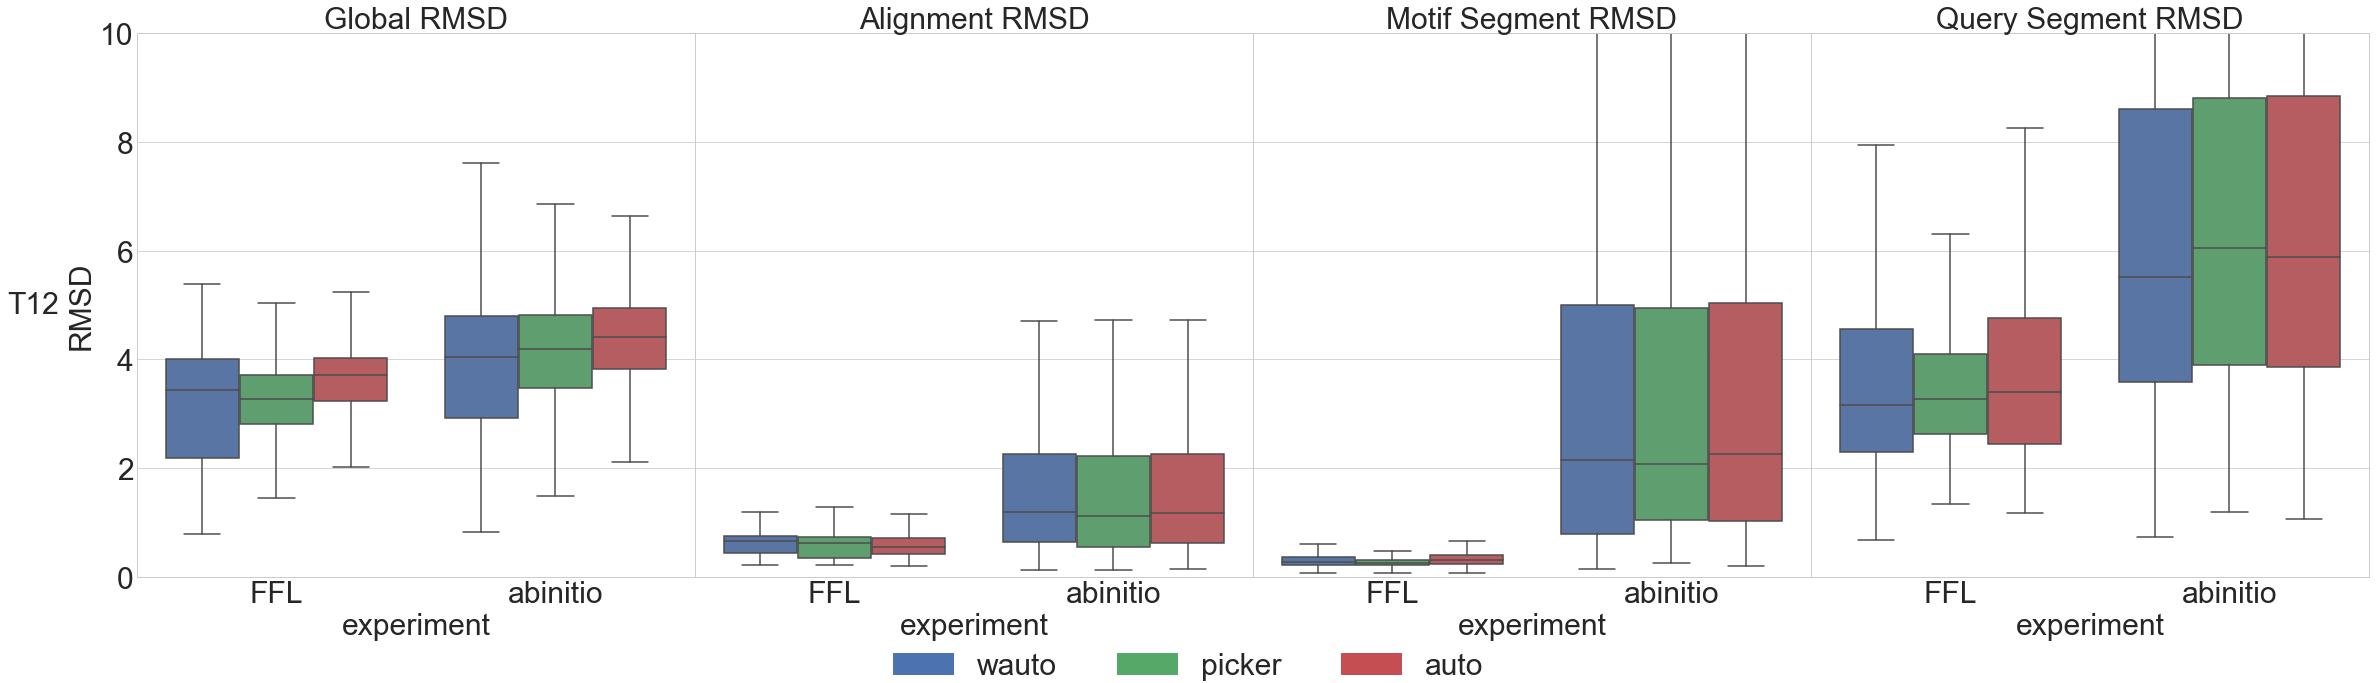 Global RMSD Alignment RMSD Motif Segment RMSD Query Segment RMSD
10
8
6
4
2
0
T12
RMSD
FFL abinitio FFL abinitio FFL abinitio FFL abinitio
experiment experiment experiment experiment
wauto picker auto